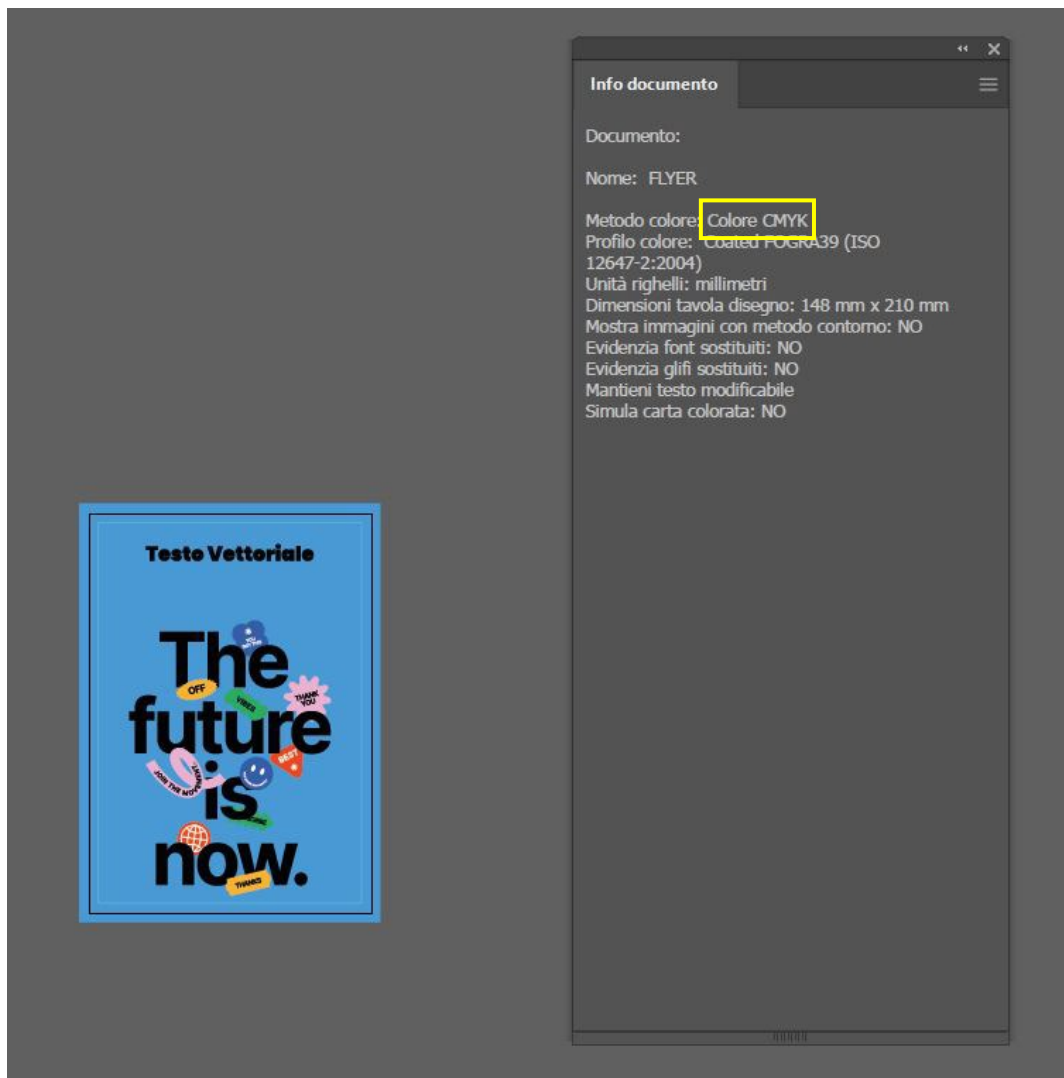 Info documento
Documento:
Nome: FLYER
Metodo colore: Colore CMYK
Profilo colore: Coated FOGRA39 (ISO
12647-2:2004)
Unità righelli: millimetri
Dimensioni tavola disegno: 148 mm x 210 mm
Mostra immagini con metodo contorno: NO
Evidenzia font sostituiti: NO
Evidenzia glifi sostituiti: NO
Mantieni testo modificabile
Simula carta colorata: NO
Testo Vettoriale
The
OFF
VIBES
THANK
YOU
future
BEST
JOIN THE MOVEMENT.
is
now.
THANKS